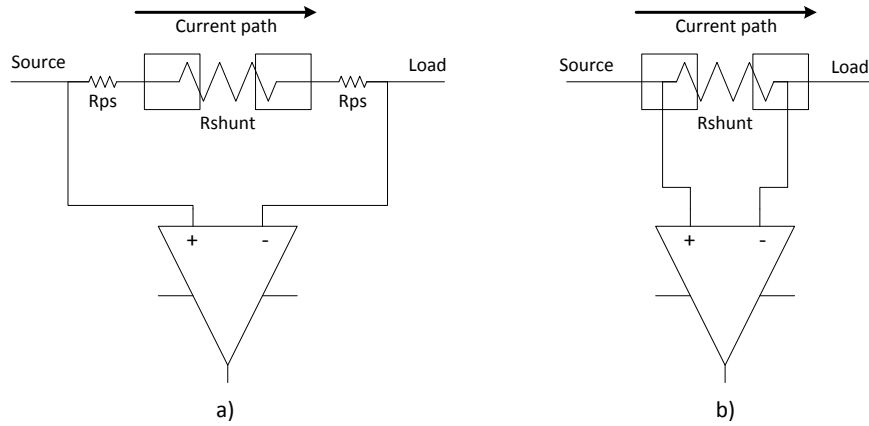 Current path
Source
Load
Rps
Rps
Rshunt
+ -
a)
Current path
Source
Load
Rshunt
+ -
b)